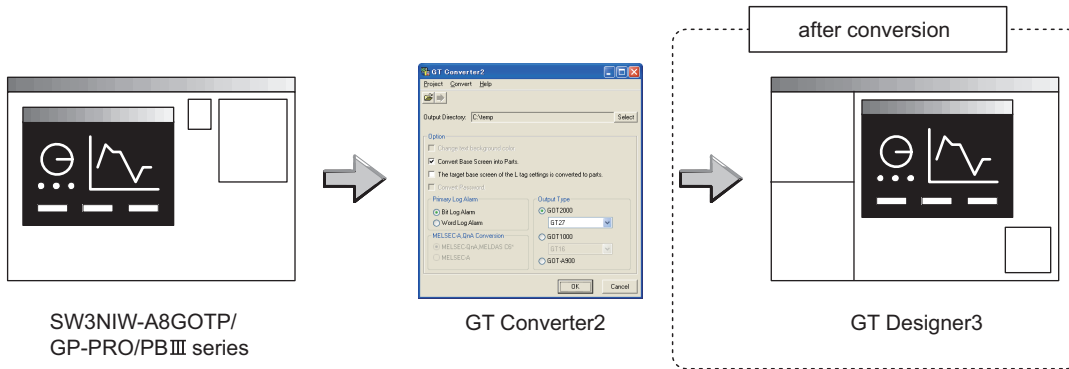 after conversion
GT Converter2
Project Convert Help
Output Directory: C:\temp Select
Option
Change text background color
Convert Base Screen into Parts.
The target base screen of the L tag settings is converted to parts.
Convert Password
Primary Log Alarm
Bit Log Alarm
Word Log Alarm
MELSEC-A,QnA Conversion
MELSEC-QnA,MELDAS C6*
MELSEC-A
Output Type
GOT2000
GT27
GOT1000
GT16
GOT-A900
OK Cancel
SW3NIW-A8GOTP/
GP-PRO/PBⅢ series
GT Converter2
GT Designer3